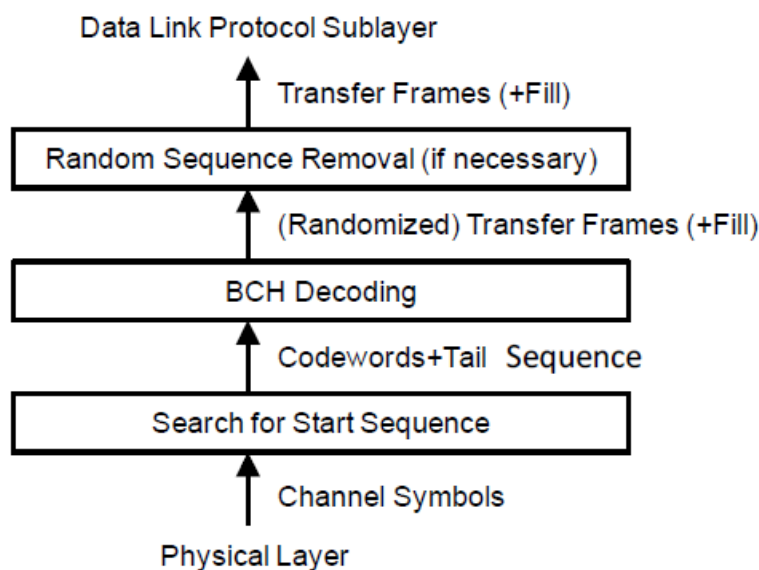 Data Link Protocol Sublayer
Transfer Frames (+Fill)
Random Sequence Removal (if necessary)
(Randomized) Transfer Frames (+Fill)
BCH Decoding
Codewords+Tail Sequence
Search for Start Sequence
Channel Symbols
Physical Layer